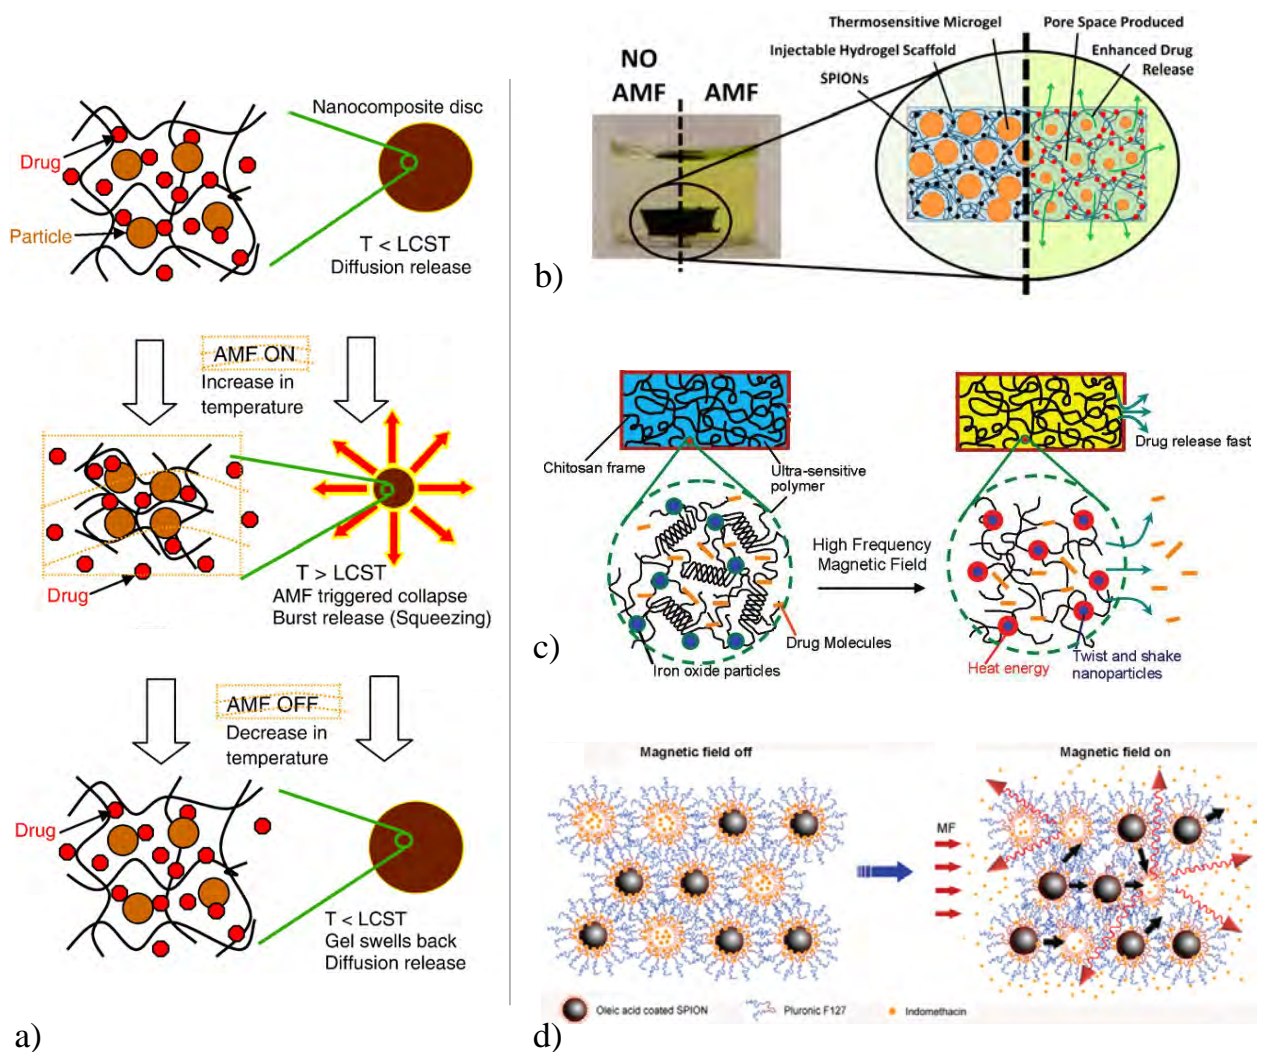 Nanocomposite disc
Drug
Particle
T < LCST
Diffusion release
AMF ON
Increase in
temperature
T > LCST
AMF triggered collapse
Burst release (Squeezing)
Drug
AMF OFF
Decrease in
temperature
Drug
T < LCST
Gel swells back
Diffusion release
a)
NO
AMF
AMF
Thermosensitive Microgel
Injectable Hydrogel Scaffold
SPIONs
Pore Space Produced
Enhanced Drug
Release
b)
Chitosan frame
Ultra-sensitive
polymer
Drug release fast
High Frequency
Magnetic Field
Drug Molecules
Iron oxide particles
Heat energy
Twist and shake
nanoparticles
c)
Magnetic field off
Magnetic field on
MF
Oleic acid coated SPION
Pluronic F127
Indomethacin
d)